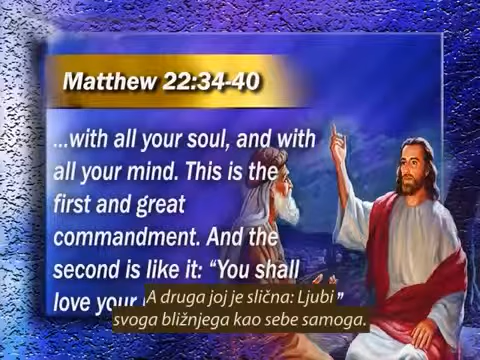 Matthew 22:34-40
...with all your soul, and with
all your mind. This is the
first and great
commandment. And the
second is like it: “You shall
love your
”
A druga joj je slična: Ljubi
svoga bližnjega kao sebe samoga.